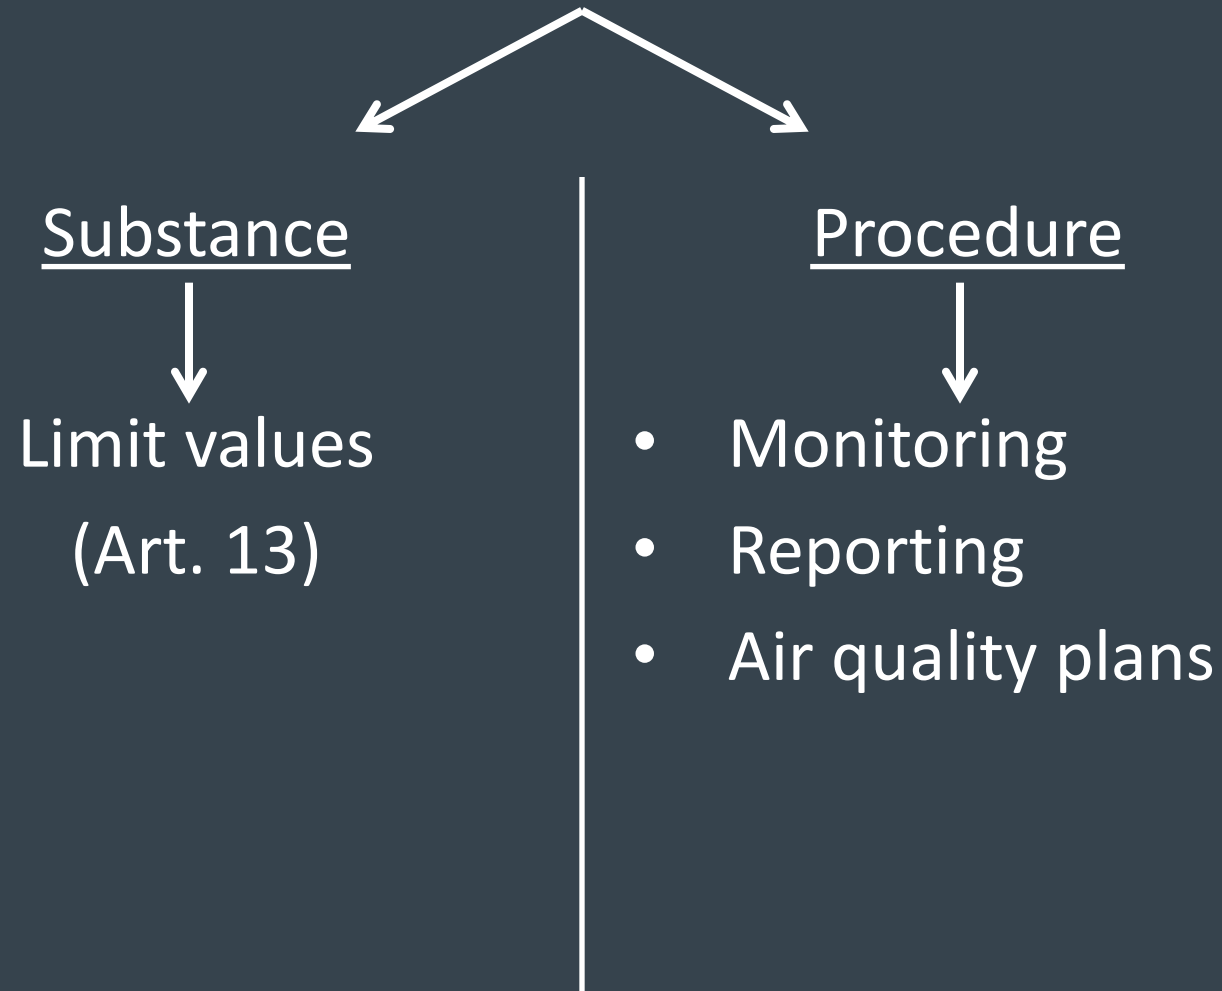 Substance
Limit values
(Art. 13)
Procedure
• Monitoring
• Reporting
• Air quality plans